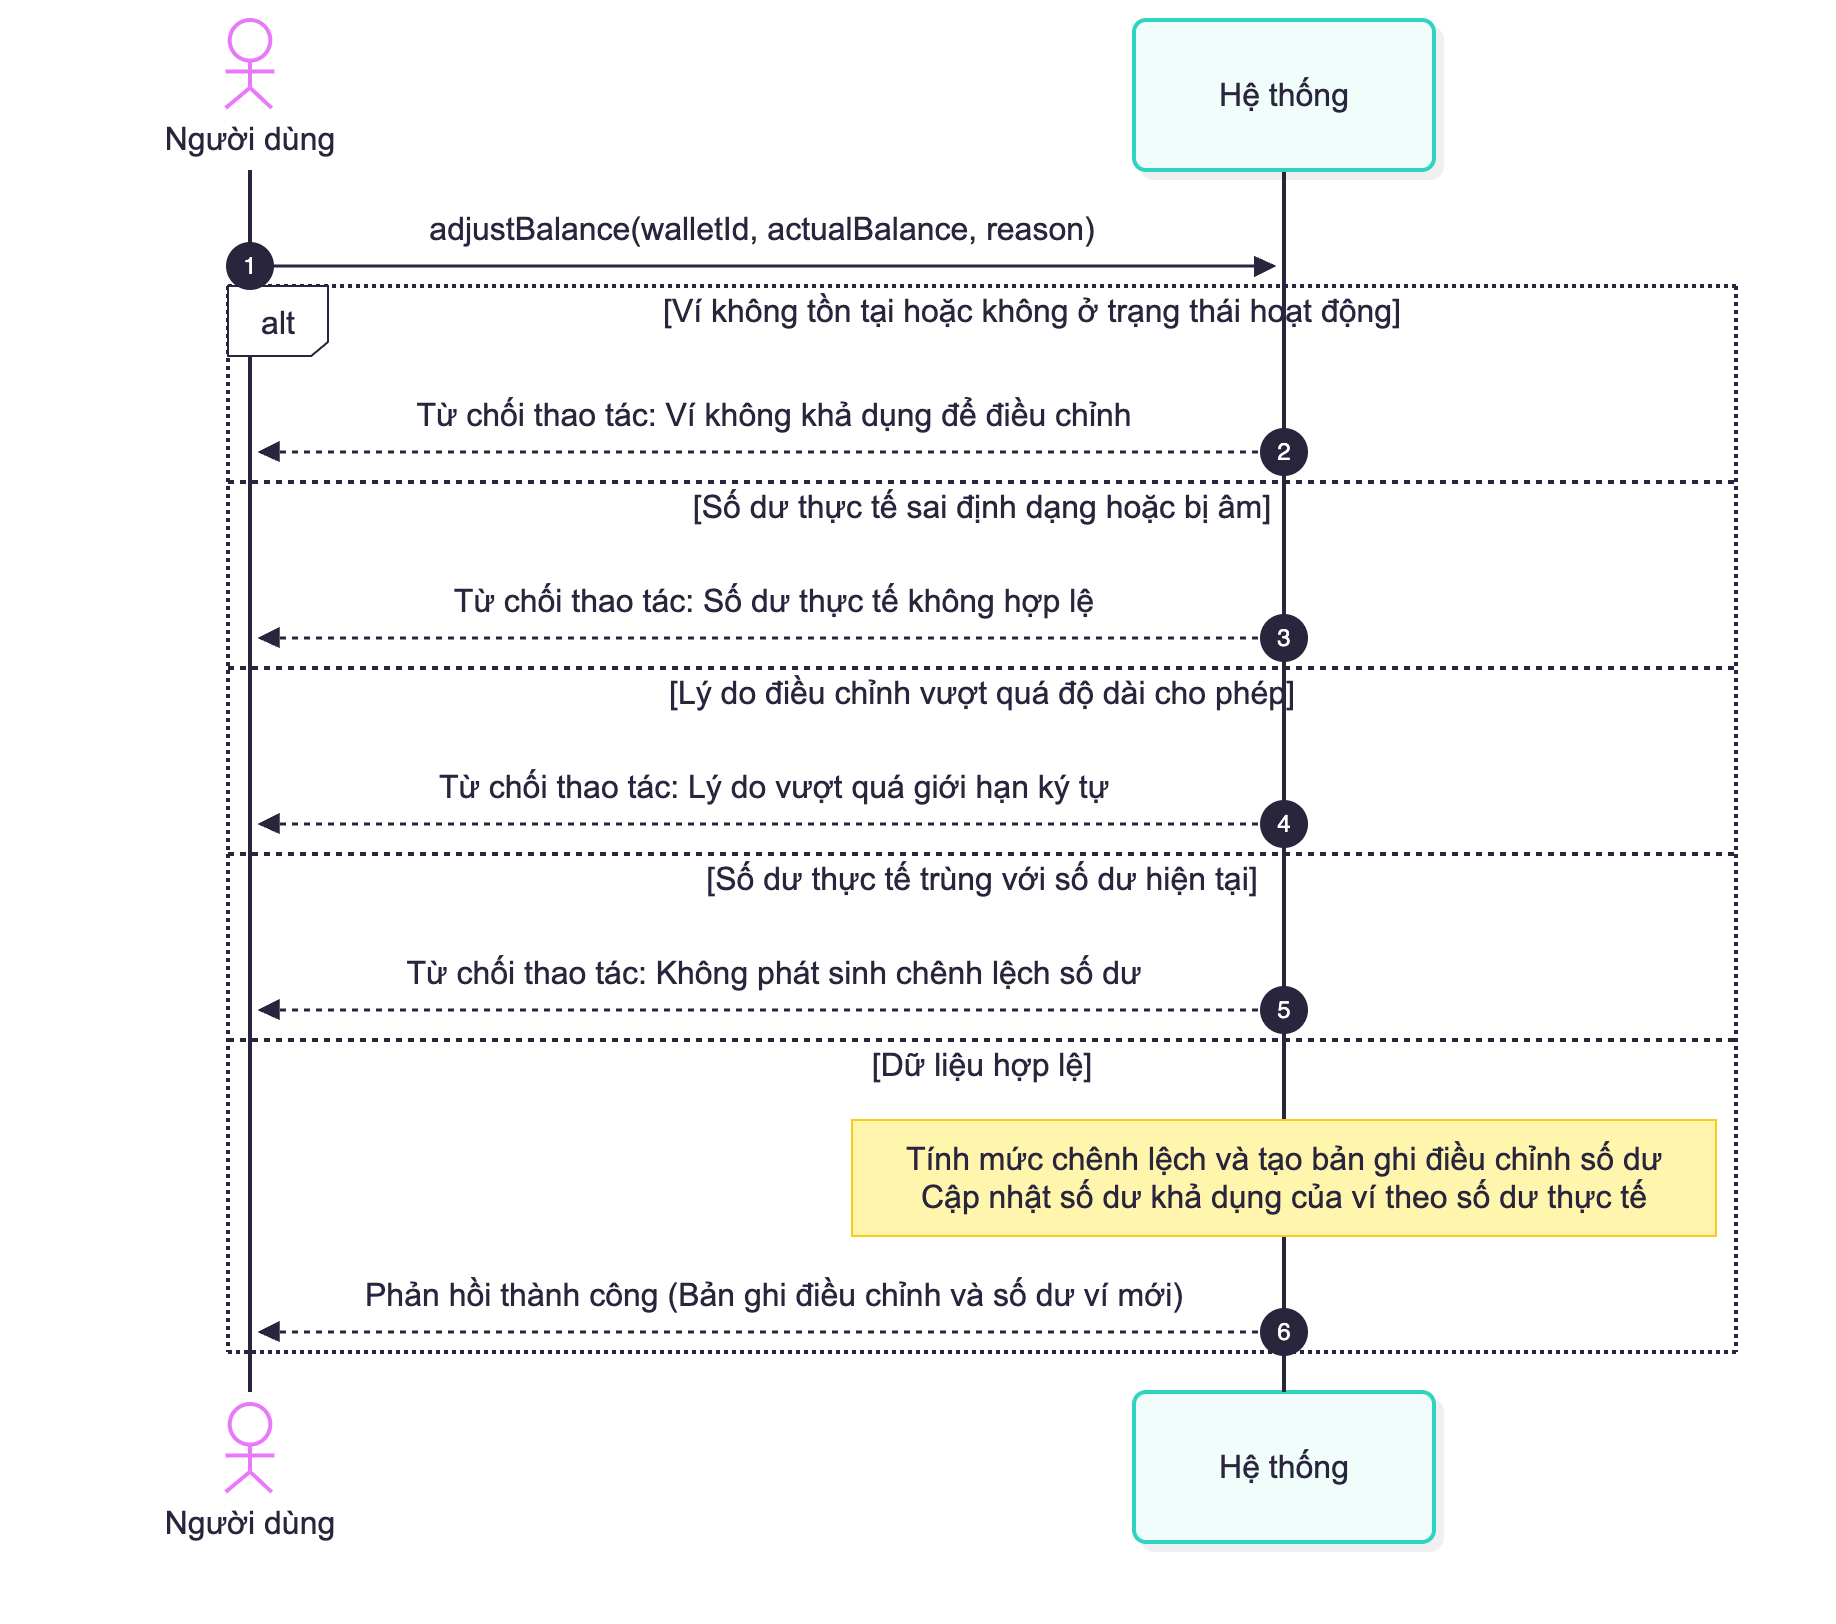 Người dùng
Hệ thống
adjustBalance(walletId, actualBalance, reason)
1
alt
[Ví không tồn tại hoặc không ở trạng thái hoạt động]
Từ chối thao tác: Ví không khả dụng để điều chỉnh
2
[Số dư thực tế sai định dạng hoặc bị âm]
Từ chối thao tác: Số dư thực tế không hợp lệ
3
[Lý do điều chỉnh vượt quá độ dài cho phép]
Từ chối thao tác: Lý do vượt quá giới hạn ký tự
4
[Số dư thực tế trùng với số dư hiện tại]
Từ chối thao tác: Không phát sinh chênh lệch số dư
5
[Dữ liệu hợp lệ]
Tính mức chênh lệch và tạo bản ghi điều chỉnh số dư
Cập nhật số dư khả dụng của ví theo số dư thực tế
Phản hồi thành công (Bản ghi điều chỉnh và số dư ví mới)
6
Người dùng
Hệ thống